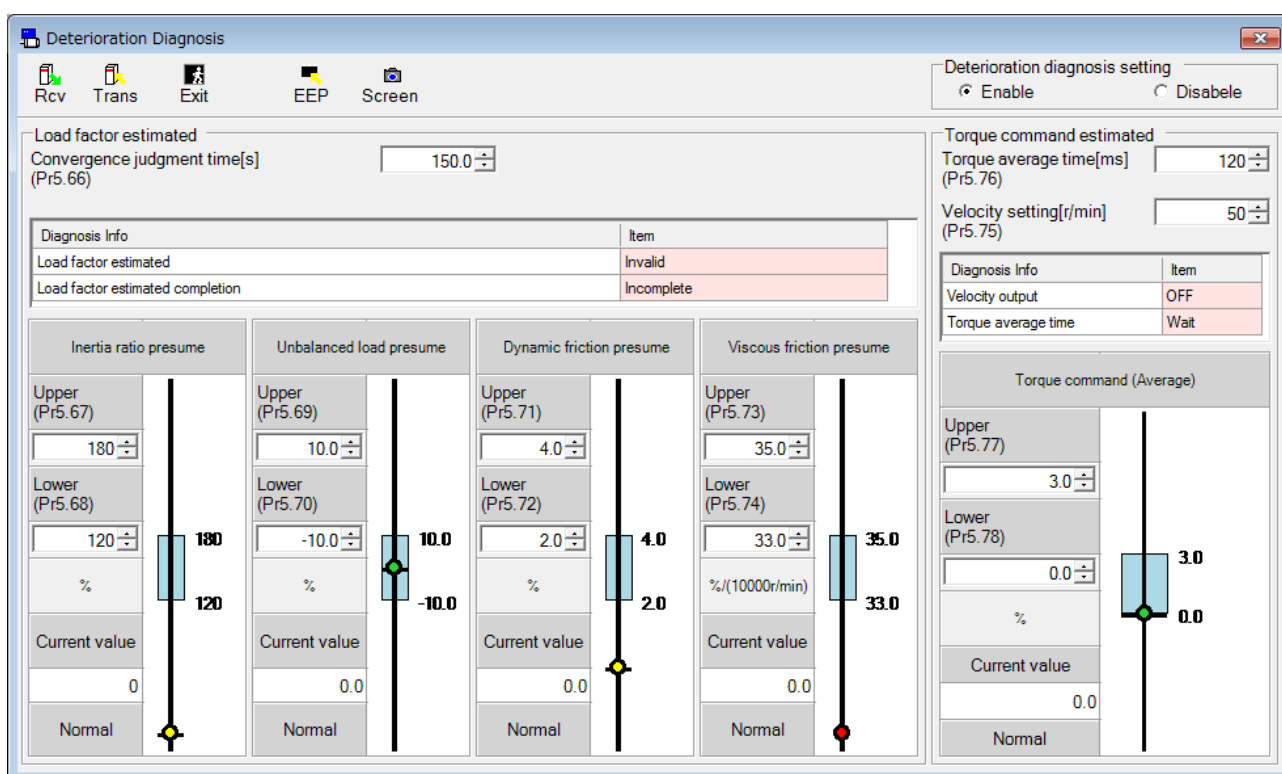 Deterioration Diagnosis
Rcv Trans Exit EEP Screen
Deterioration diagnosis setting
Enable Disabele
Load factor estimated
Convergence judgment time[s]
(Pr5.66)
150.0
Diagnosis Info Item
Load factor estimated Invalid
Load factor estimated completion Incomplete
Inertia ratio presume
Upper
(Pr5.67)
180
Lower
(Pr5.68)
120
%
180
120
Current value
0
Normal
Unbalanced load presume
Upper
(Pr5.69)
10.0
Lower
(Pr5.70)
-10.0
%
10.0
-10.0
Current value
0.0
Normal
Dynamic friction presume
Upper
(Pr5.71)
4.0
Lower
(Pr5.72)
2.0
%
4.0
2.0
Current value
0.0
Normal
Viscous friction presume
Upper
(Pr5.73)
35.0
Lower
(Pr5.74)
33.0
%/(10000r/min)
35.0
33.0
Current value
0.0
Normal
Torque command estimated
Torque average time[ms]
(Pr5.76)
120
Velocity setting[r/min]
(Pr5.75)
50
Diagnosis Info Item
Velocity output OFF
Torque average time Wait
Torque command (Average)
Upper
(Pr5.77)
3.0
Lower
(Pr5.78)
0.0
%
3.0
0.0
Current value
0.0
Normal